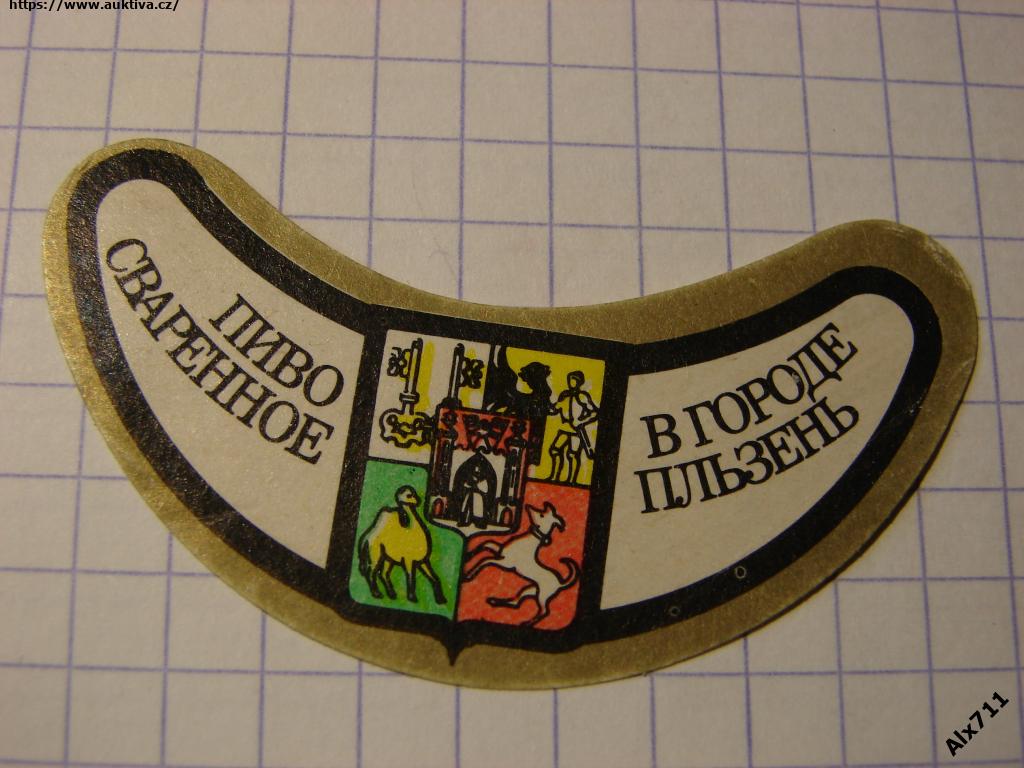 https://www.auktiva.cz/
ПИВО
СВАРЕННОЕ
В ГОРОДЕ
ПЛЬЗЕНЬ
Alx711